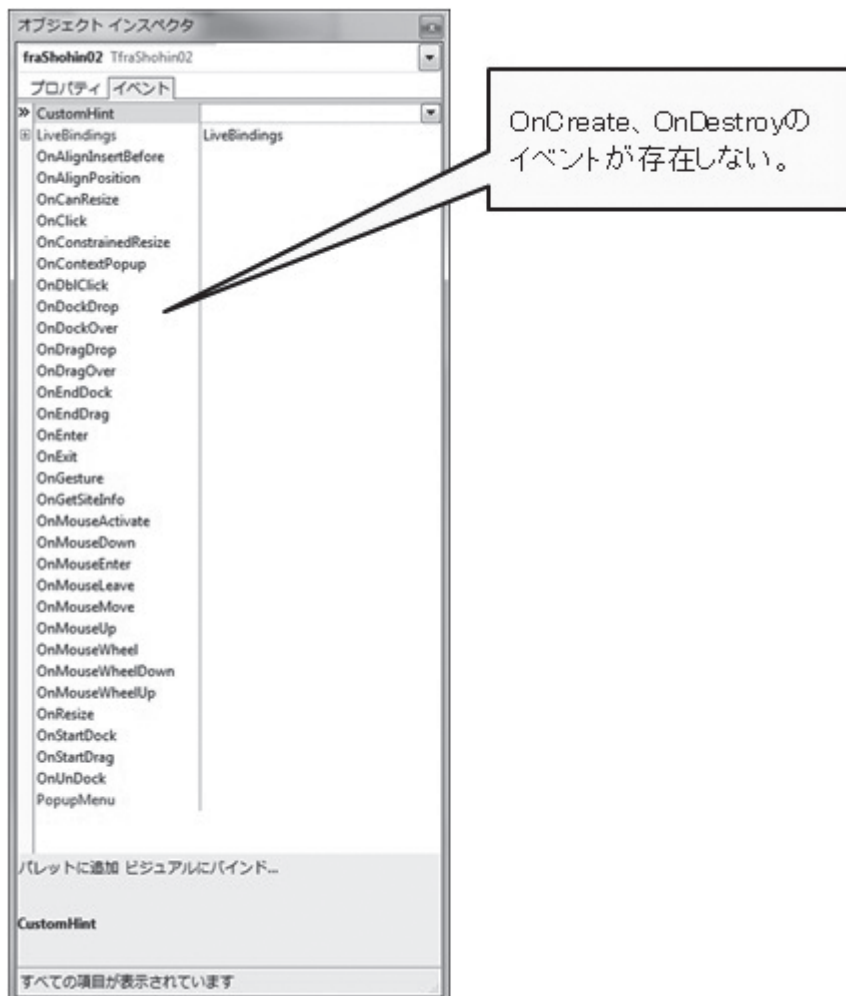 オブジェクト インスペクタ
fraShohin02 TfraShohin02
プロパティ イベント
CustomHint
LiveBindings LiveBindings
OnAlignInsertBefore
OnAlignPosition
OnCanResize
OnClick
OnConstrainedResize
OnContextPopup
OnDblClick
OnDockDrop
OnDockOver
OnDragDrop
OnDragOver
OnEndDock
OnEndDrag
OnEnter
OnExit
OnGesture
OnGetSiteInfo
OnMouseActivate
OnMouseDown
OnMouseEnter
OnMouseLeave
OnMouseMove
OnMouseUp
OnMouseWheel
OnMouseWheelDown
OnMouseWheelUp
OnResize
OnStartDock
OnStartDrag
OnUnDock
PopupMenu
パレットに追加 ビジュアルにバインド...
CustomHint
すべての項目が表示されています
OnCreate、OnDestroyの
イベントが存在しない。